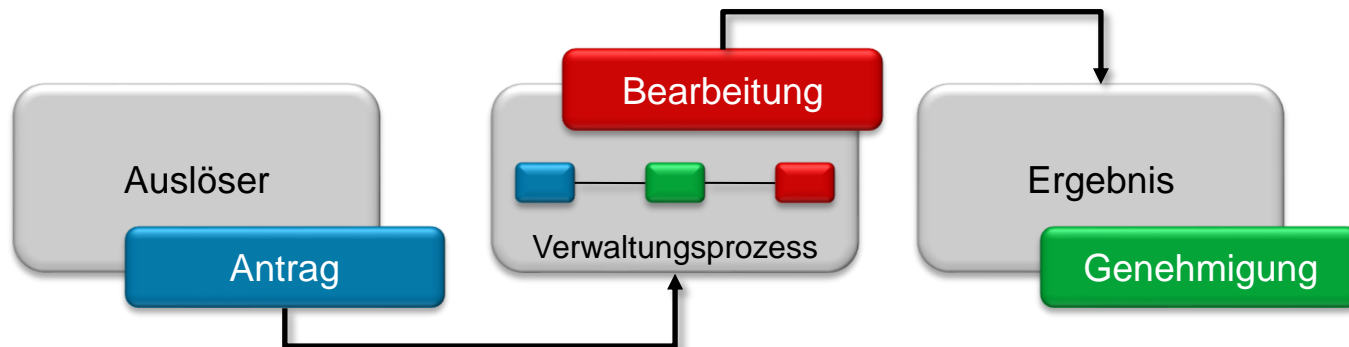 Auslöser
Antrag
Bearbeitung
Verwaltungsprozess
Ergebnis
Genehmigung